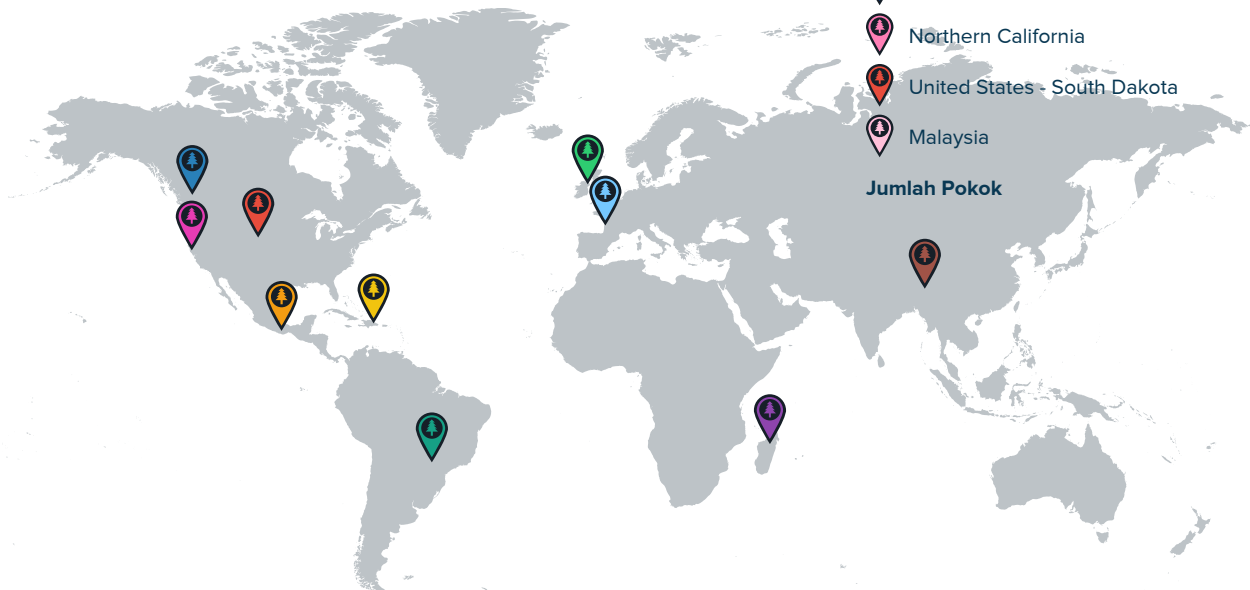 Northern California
United States - South Dakota
Malaysia
Jumlah Pokok